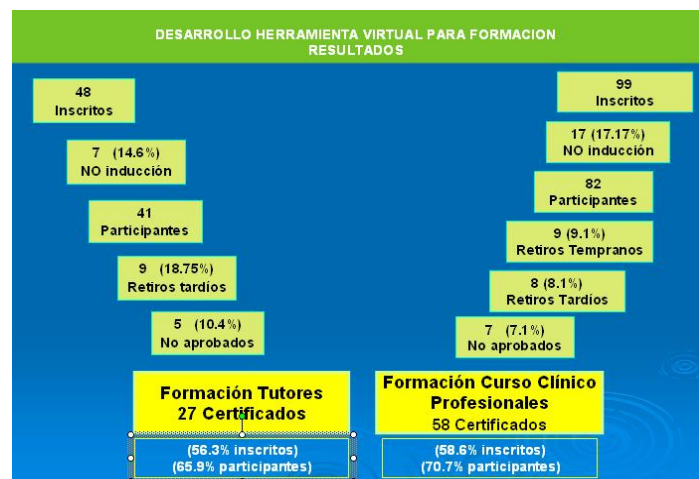 DESARROLLO HERRAMIENTA VIRTUAL PARA FORMACION
RESULTADOS
48
Inscritos
7 (14.6%)
NO inducción
41
Participantes
9 (18.75%)
Retiros tardíos
5 (10.4%)
No aprobados
Formación Tutores
27 Certificados
(56.3% inscritos)
(65.9% participantes)
99
Inscritos
17 (17.17%)
NO inducción
82
Participantes
9 (9.1%)
Retiros Tempranos
8 (8.1%)
Retiros Tardíos
7 (7.1%)
No aprobados
Formación Curso Clínico
Profesionales
58 Certificados
(58.6% inscritos)
(70.7% participantes)